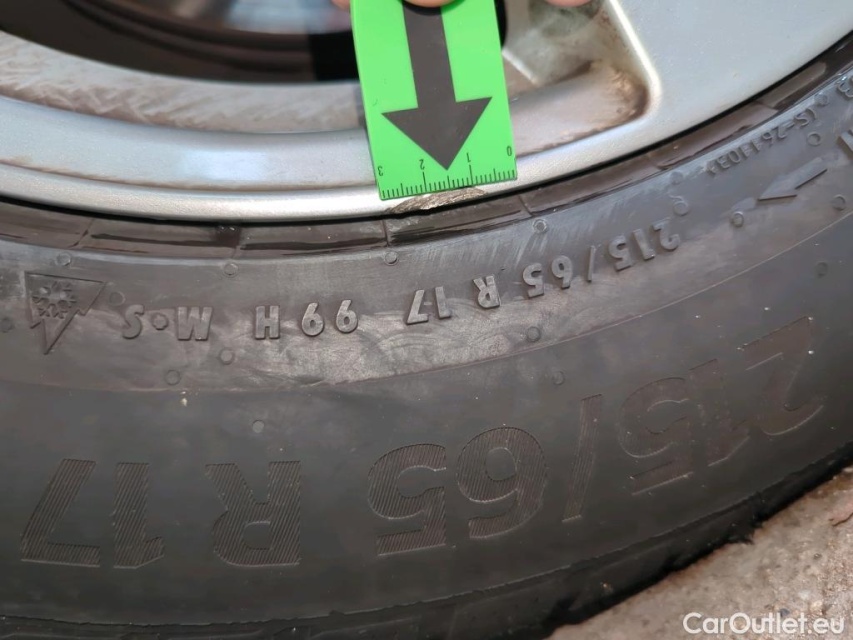 0 1 2 3
215/65 R 17 99 H M•S
215/65 R 17
CarOutlet.eu